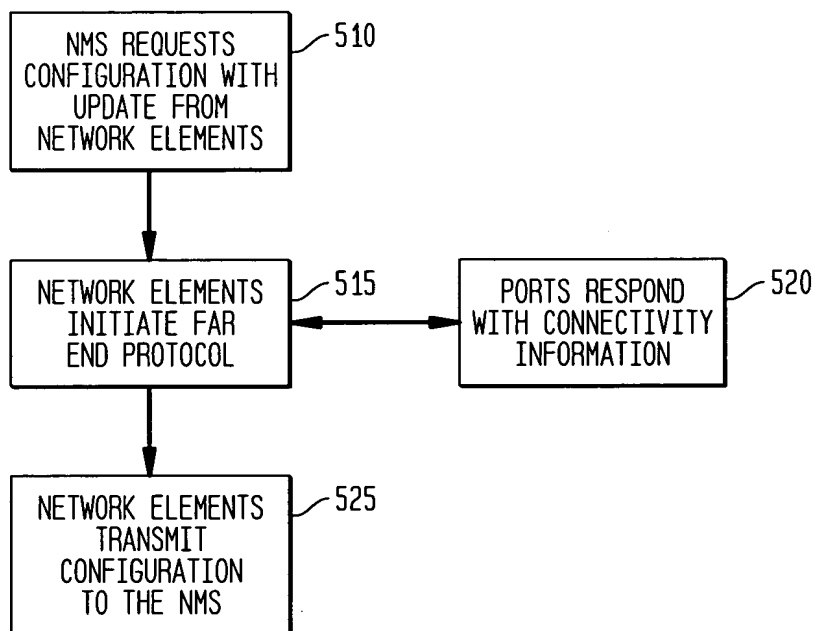 NMS REQUESTS
CONFIGURATION WITH
UPDATE FROM
NETWORK ELEMENTS
510
NETWORK ELEMENTS
INITIATE FAR
END PROTOCOL
515
PORTS RESPOND
WITH CONNECTIVITY
INFORMATION
520
NETWORK ELEMENTS
TRANSMIT
CONFIGURATION
TO THE NMS
525